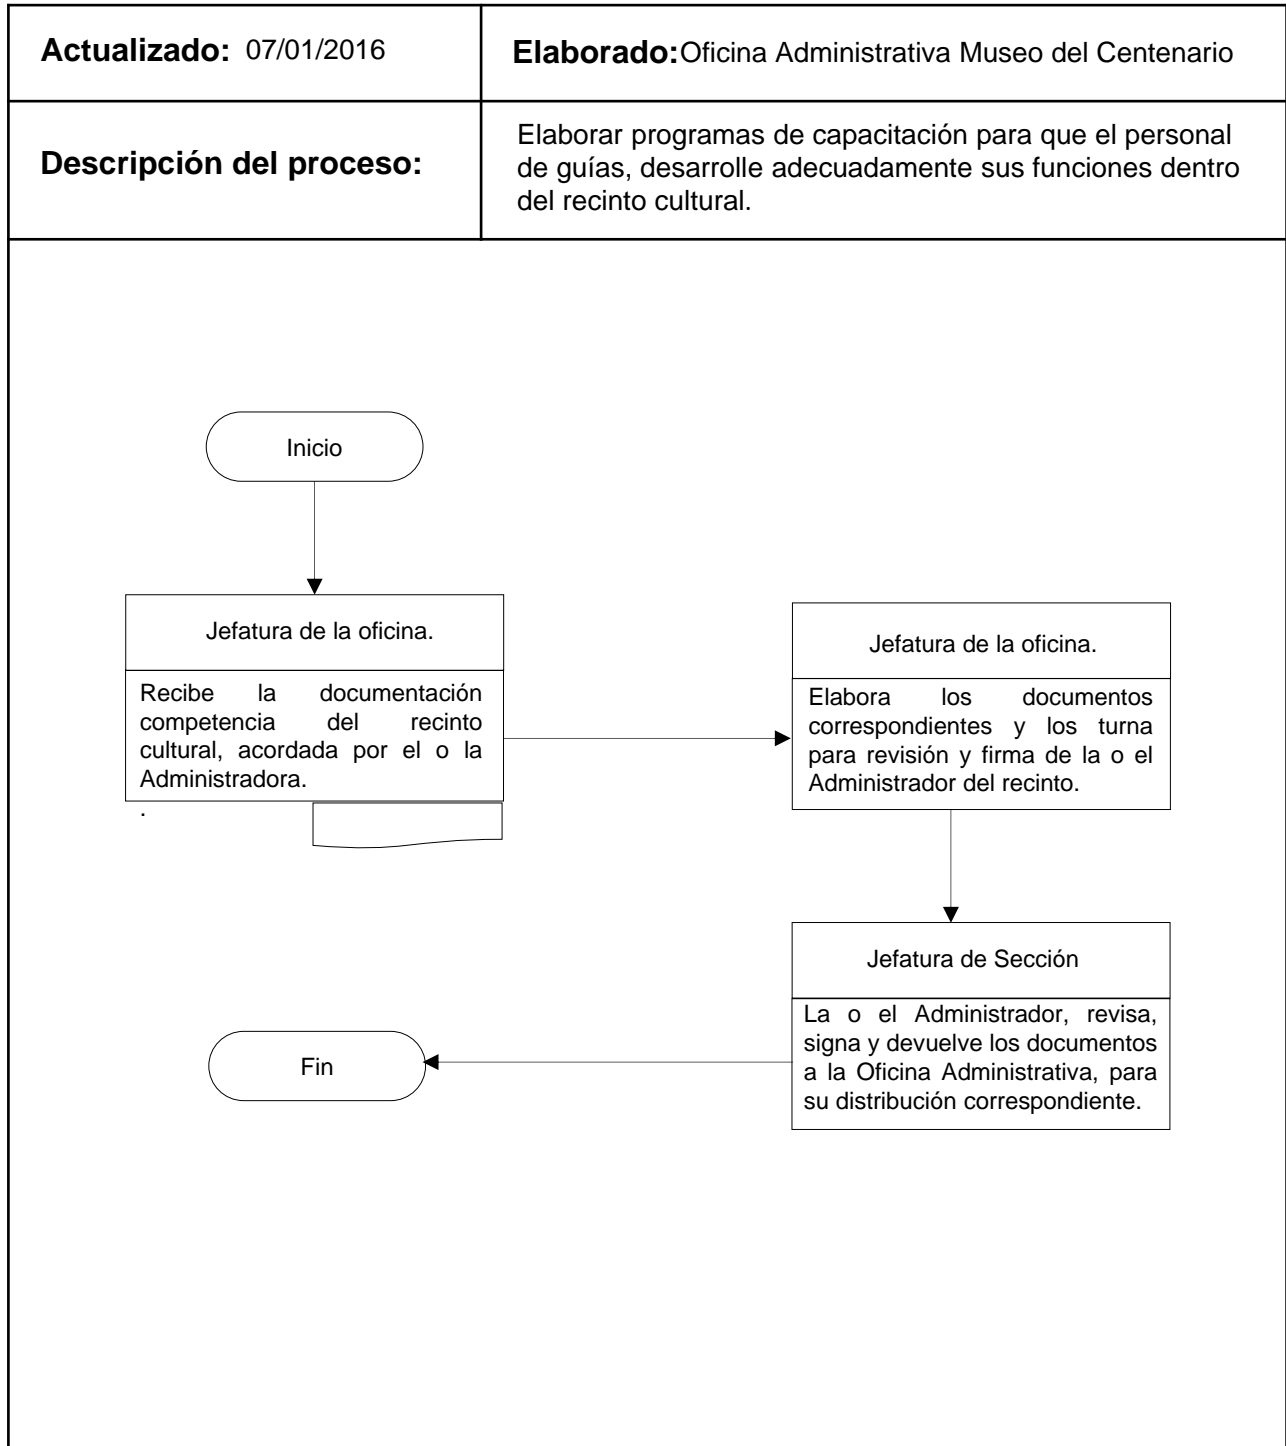 Actualizado: 07/01/2016
Elaborado:Oficina Administrativa Museo del Centenario
Descripción del proceso:
Elaborar programas de capacitación para que el personal
de guías, desarrolle adecuadamente sus funciones dentro
del recinto cultural.
Inicio
Jefatura de la oficina.
Recibe la documentación
competencia del recinto
cultural, acordada por el o la
Administradora.
.
Jefatura de la oficina.
Elabora los documentos
correspondientes y los turna
para revisión y firma de la o el
Administrador del recinto.
Jefatura de Sección
La o el Administrador, revisa,
signa y devuelve los documentos
a la Oficina Administrativa, para
su distribución correspondiente.
Fin